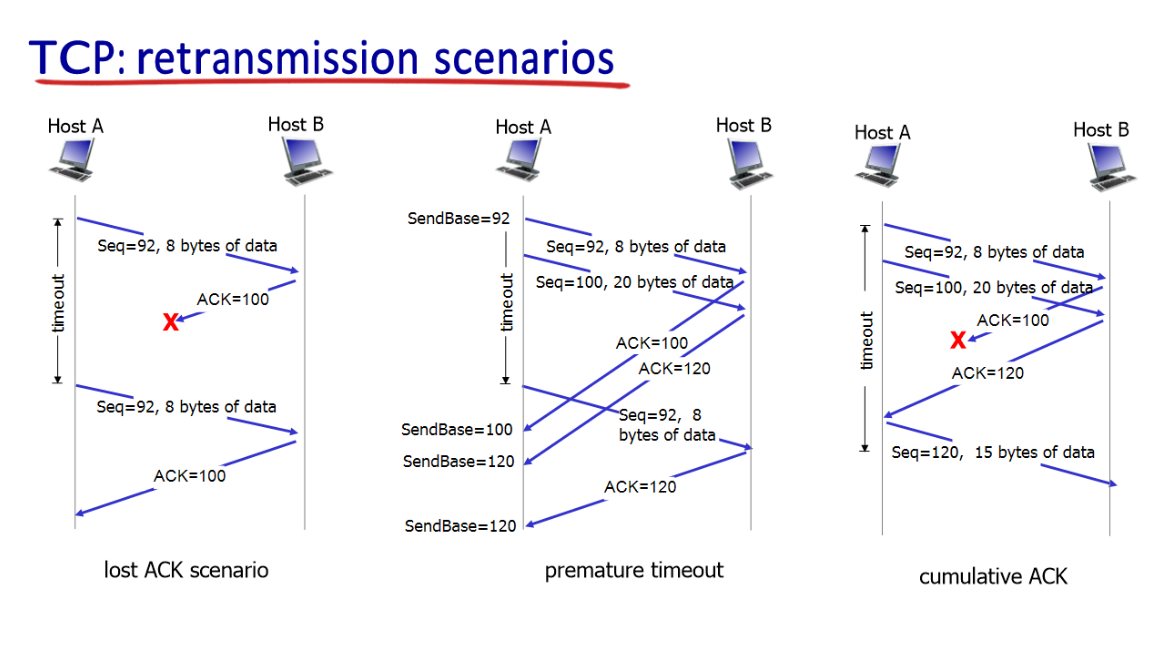 TCP: retransmission scenarios
Host A
Host B
timeout
Seq=92, 8 bytes of data
ACK=100
X
Seq=92, 8 bytes of data
ACK=100
lost ACK scenario
Host A
Host B
SendBase=92
timeout
Seq=92, 8 bytes of data
Seq=100, 20 bytes of data
ACK=100
ACK=120
Seq=92, 8
bytes of data
SendBase=100
SendBase=120
ACK=120
SendBase=120
premature timeout
Host A
Host B
timeout
Seq=92, 8 bytes of data
Seq=100, 20 bytes of data
ACK=100
X
ACK=120
Seq=120, 15 bytes of data
cumulative ACK